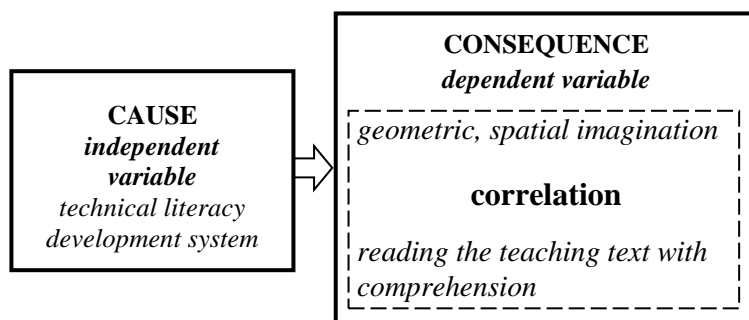 CAUSE
independent
variable
technical literacy
development system
CONSEQUENCE
dependent variable
geometric, spatial imagination
correlation
reading the teaching text with
comprehension